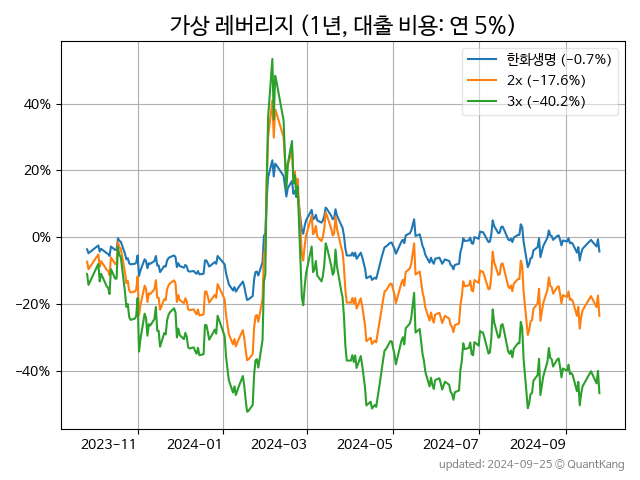 가상 레버리지 (1년, 대출 비용: 연 5%)
한화생명 (−0.7%)
2x (−17.6%)
3x (−40.2%)
40%
20%
0%
−20%
−40%
2023-11 2024-01 2024-03 2024-05 2024-07 2024-09
updated: 2024-09-25 © QuantKang